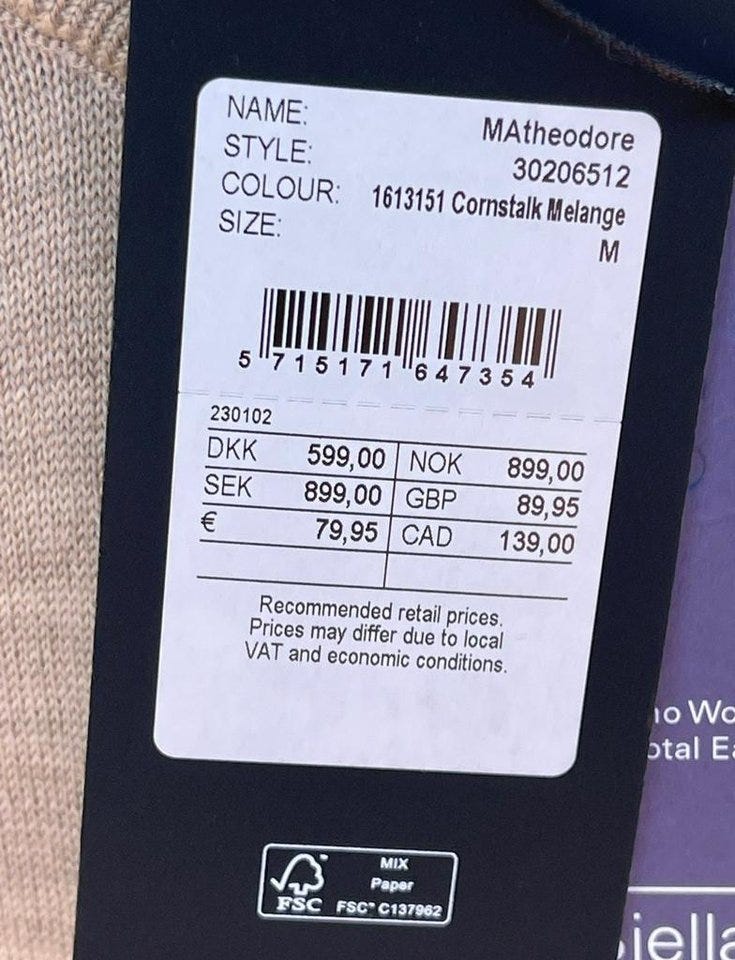 NAME: MAtheodore
STYLE: 30206512
COLOUR: 1613151 Cornstalk Melange
SIZE: M
5 715171 647354
230102
DKK 599,00 NOK 899,00
SEK 899,00 GBP 89,95
€ 79,95 CAD 139,00
Recommended retail prices.
Prices may differ due to local
VAT and economic conditions.
MIX
Paper
FSC
FSC™ C137962